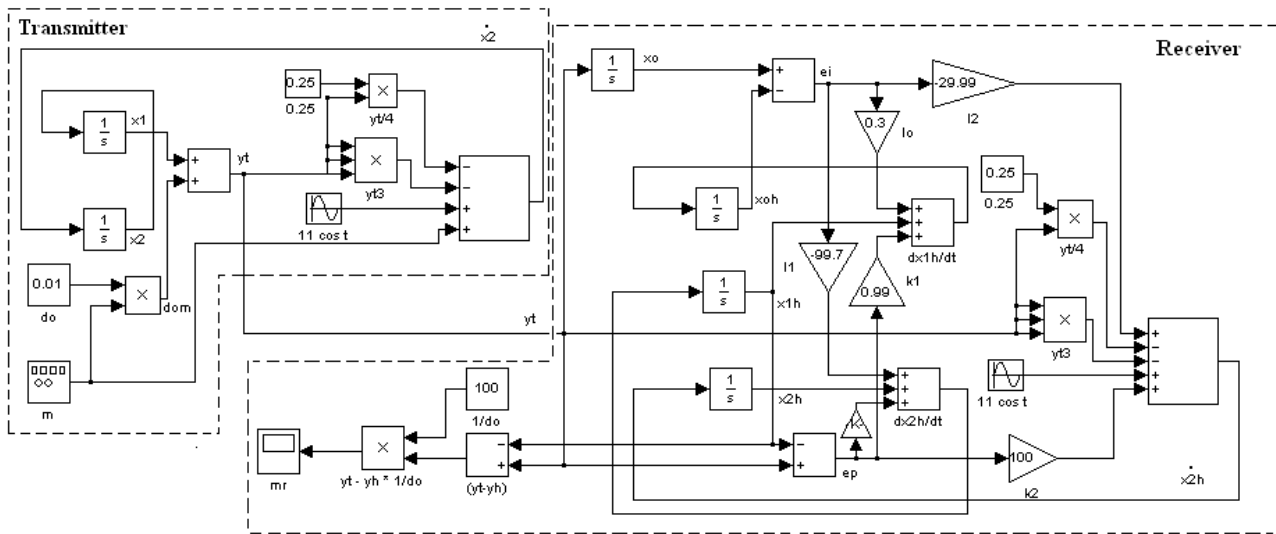 Transmitter
x2
1
s
x1
+
+
yt
0.25
0.25
×
yt/4
×
yt3
11 cos t
−
−
+
+
1
s
x2
0.01
do
×
dom
m
Receiver
1
s
xo
+
−
ei
-29.99
l2
0.3
lo
1
s
xoh
+
+
+
dx1h/dt
-99.7
l1
0.99
k1
1
s
x1h
0.25
0.25
×
yt/4
×
yt3
11 cos t
+
−
−
+
+
yt
1
s
x2h
+
+
+
dx2h/dt
100
1/do
mr
×
yt - yh * 1/do
−
+
(yt-yh)
−
+
ep
-K-
100
k2
x2h